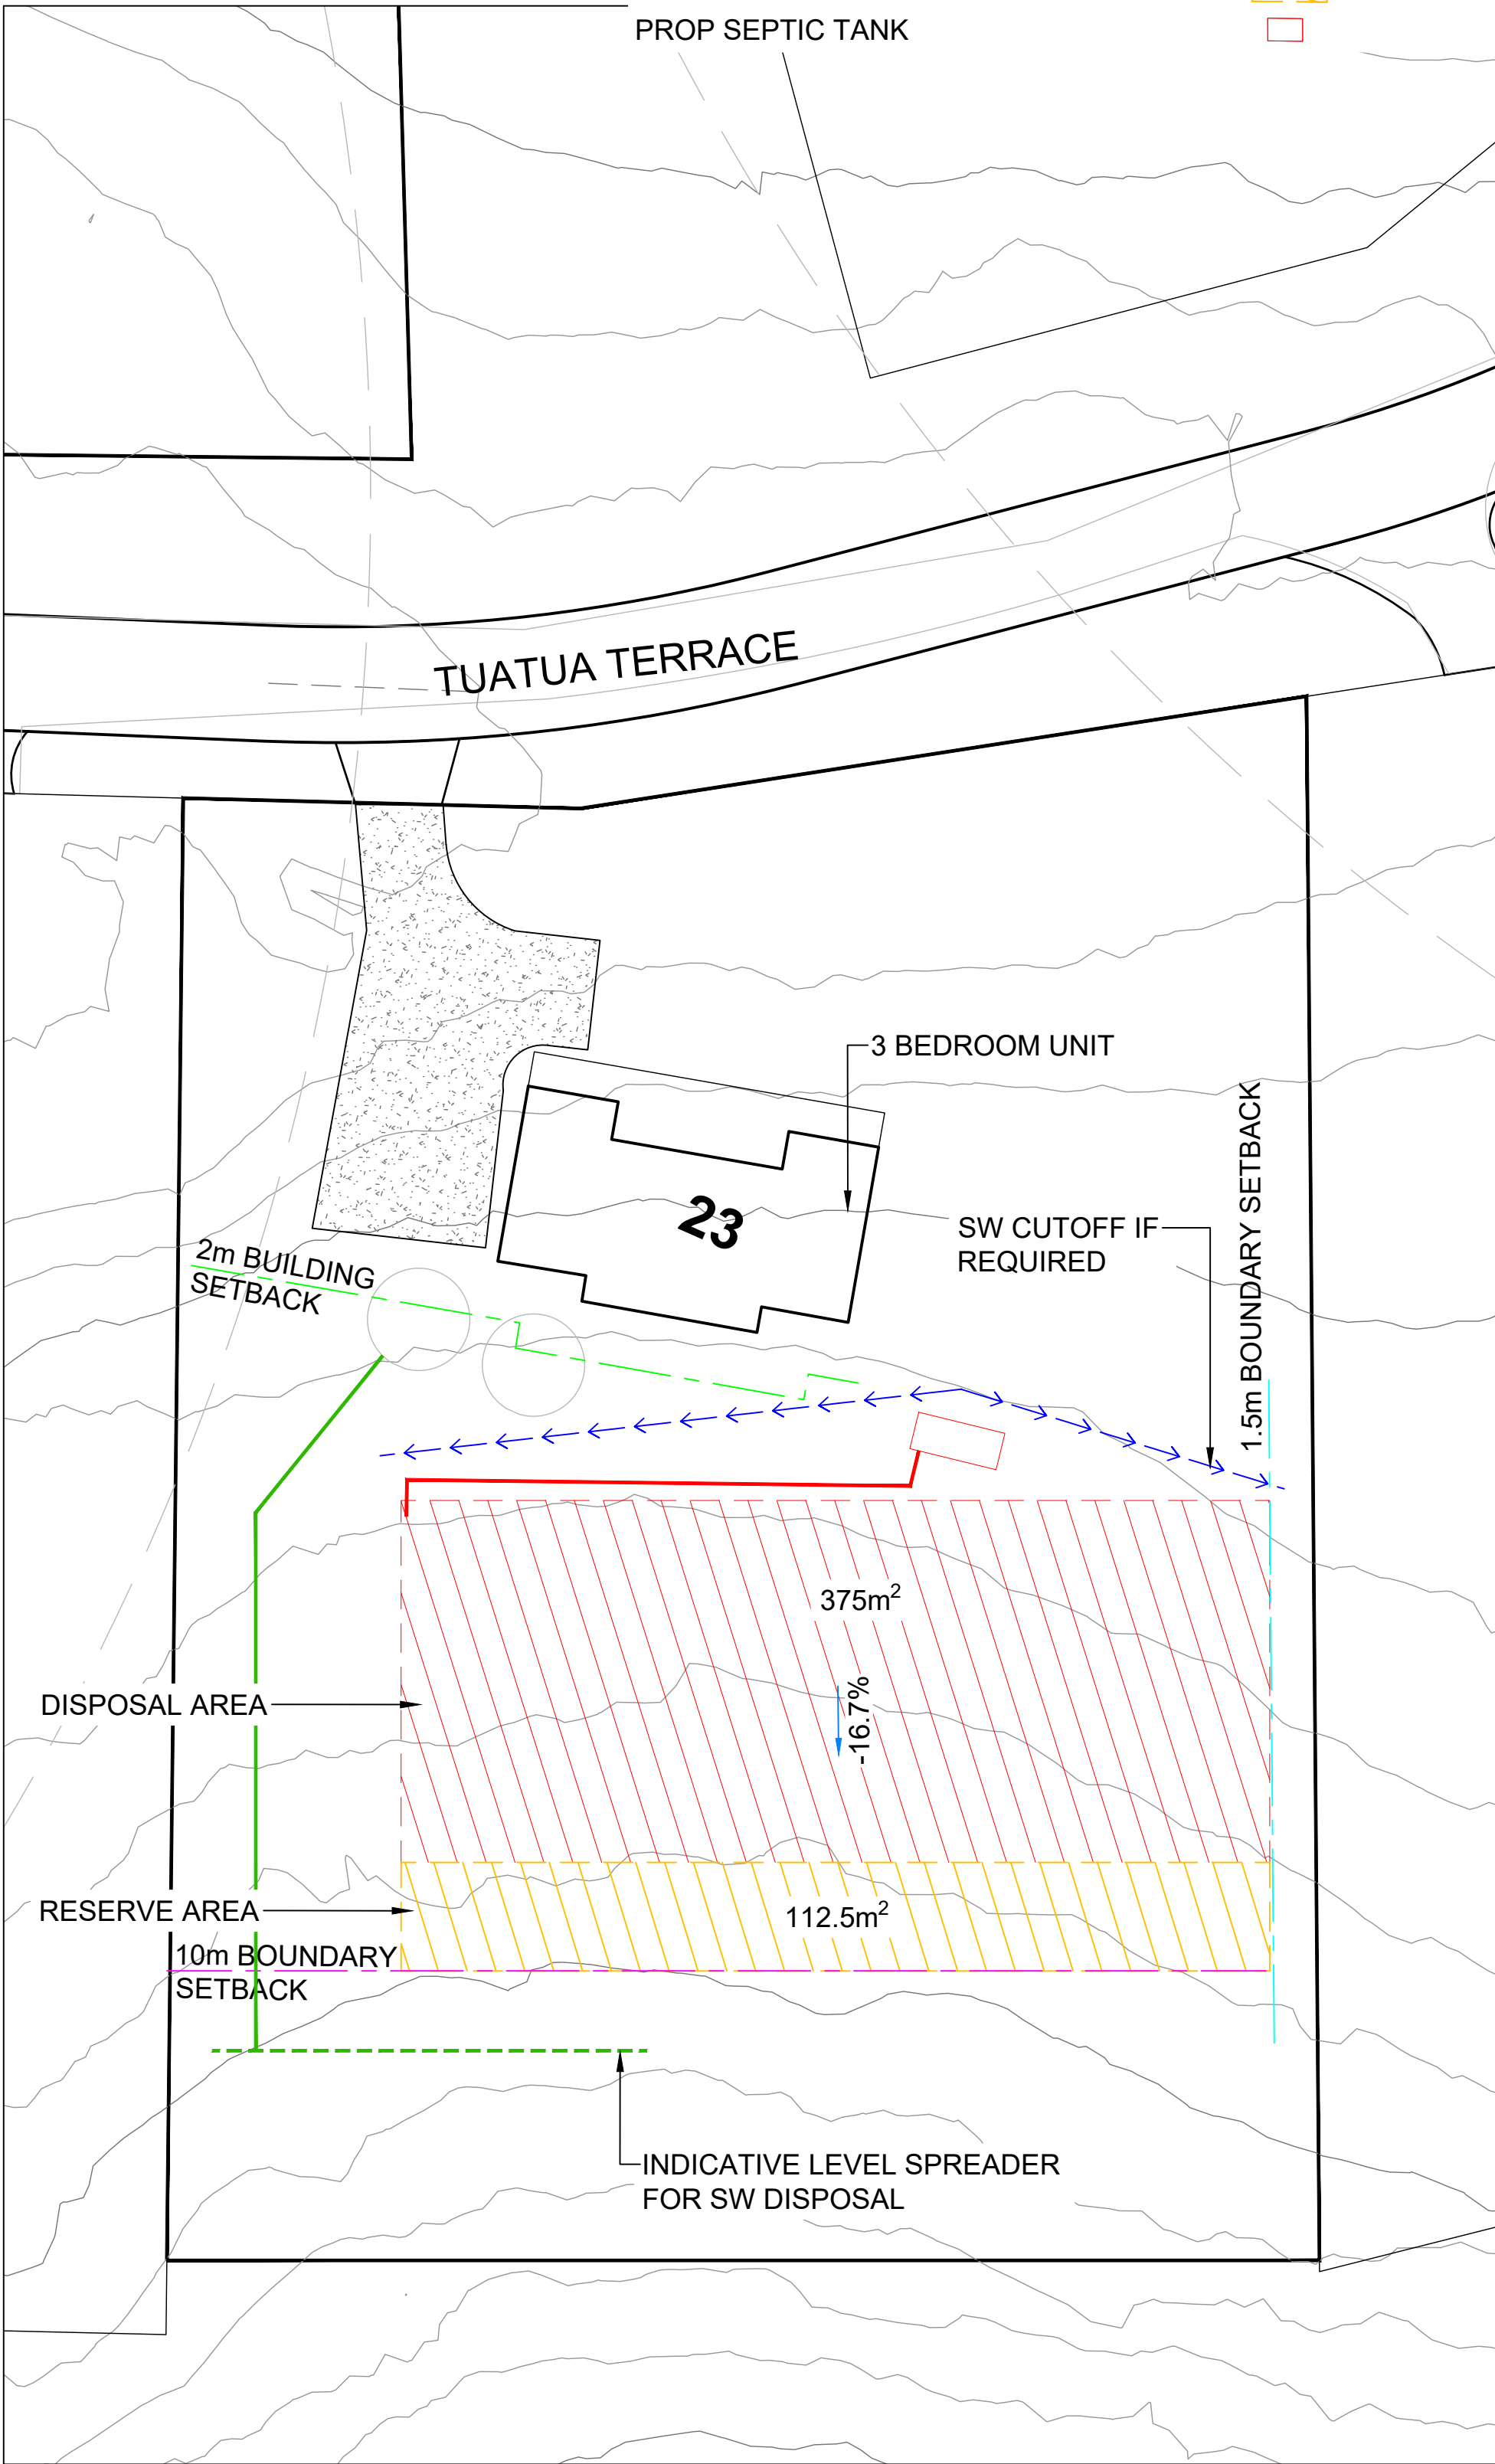 PROP SEPTIC TANK
TUATUA TERRACE
3 BEDROOM UNIT
23
SW CUTOFF IF
REQUIRED
1.5m BOUNDARY SETBACK
2m BUILDING
SETBACK
375m²
DISPOSAL AREA
-16.7%
RESERVE AREA
112.5m²
10m BOUNDARY
SETBACK
INDICATIVE LEVEL SPREADER
FOR SW DISPOSAL